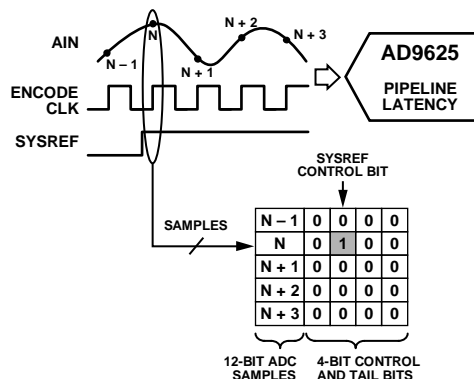 AIN
N – 1
N
N + 1
N + 2
N + 3
ENCODE
CLK
SYSREF
AD9625
PIPELINE
LATENCY
SYSREF
CONTROL BIT
SAMPLES
N – 1 0 0 0 0
N 0 1 0 0
N + 1 0 0 0 0
N + 2 0 0 0 0
N + 3 0 0 0 0
12-BIT ADC
SAMPLES
4-BIT CONTROL
AND TAIL BITS